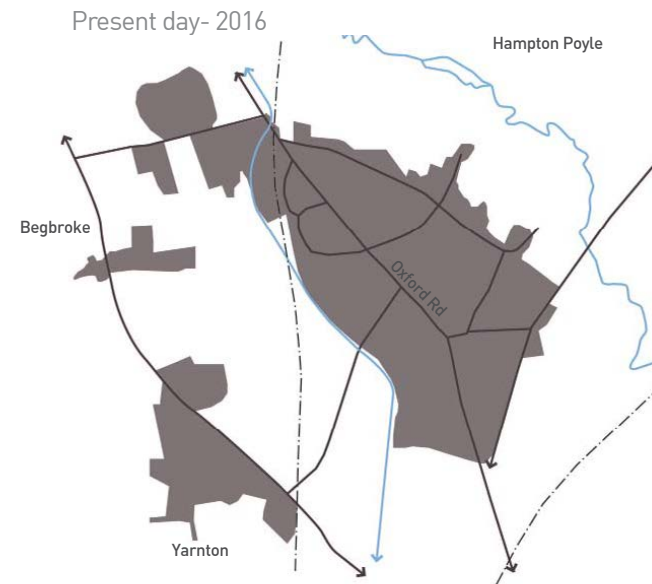 Present day- 2016
Hampton Poyle
Begbroke
Oxford Rd
Yarnton